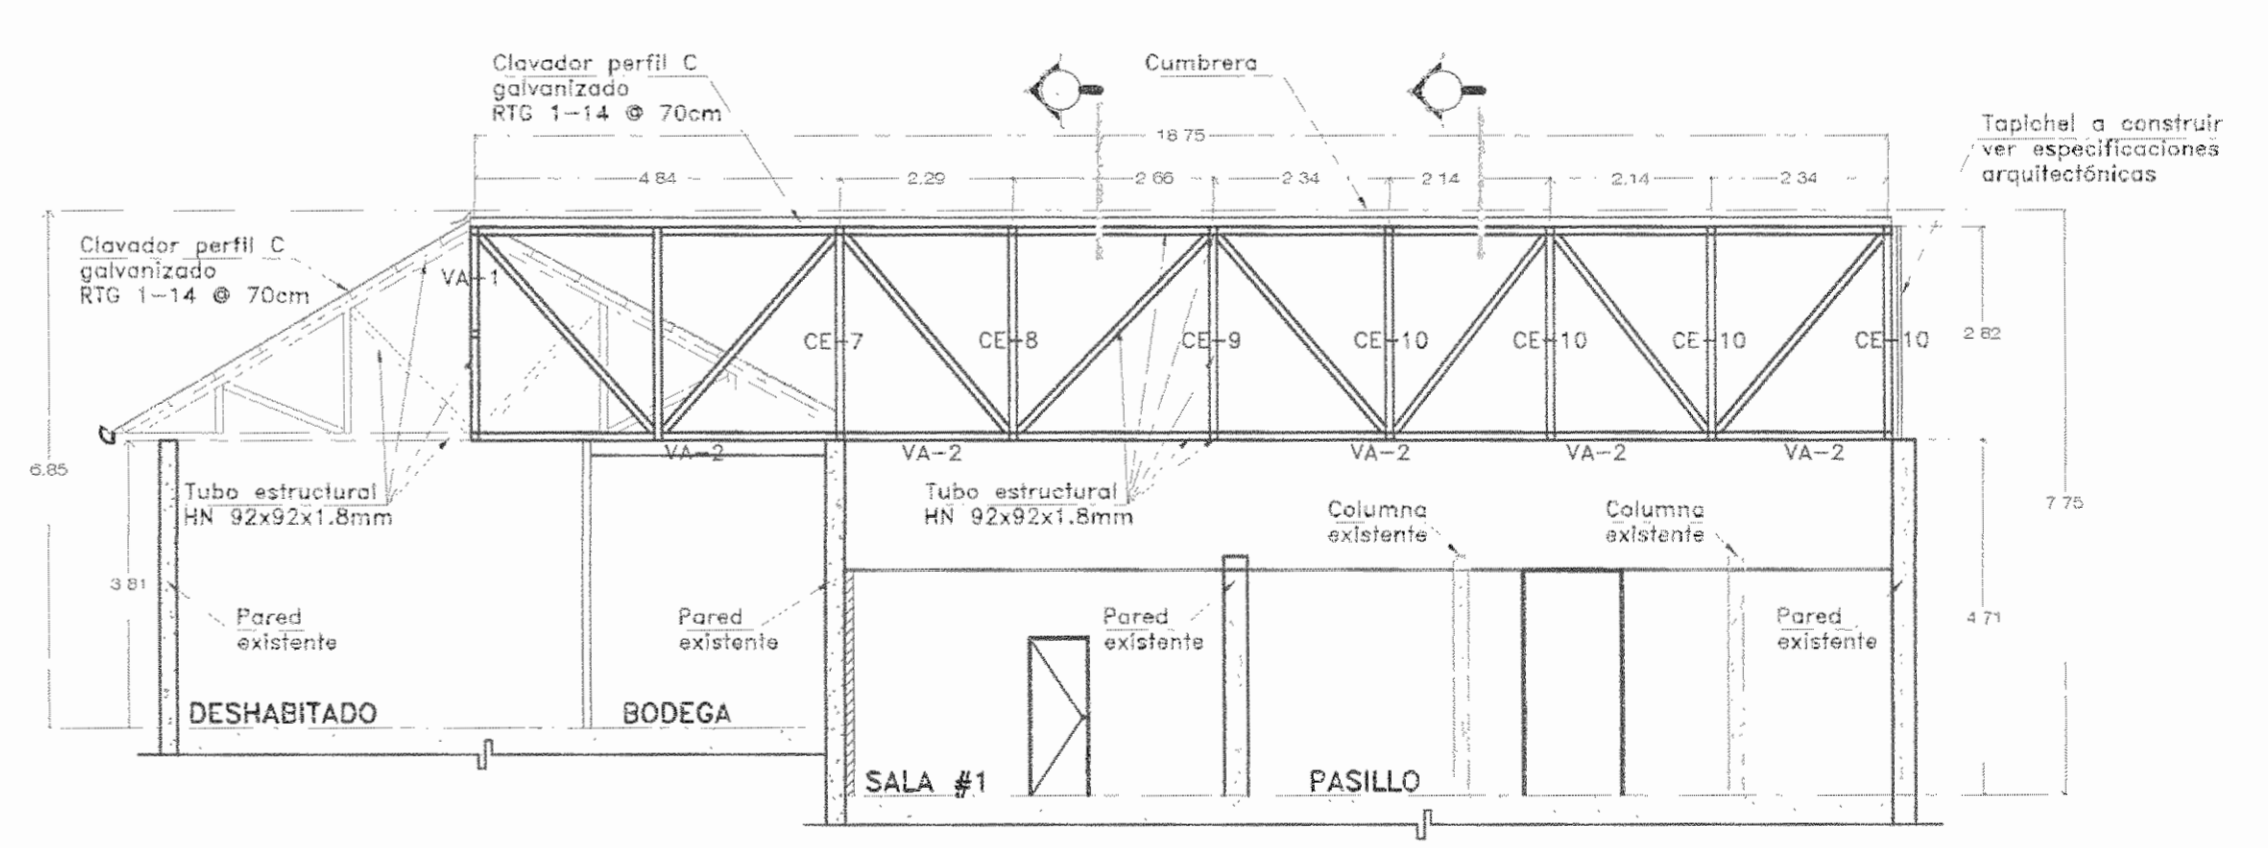 Clavador perfil C
galvanizado
RTG 1-14 @ 70cm
Cumbrera
Tapichel a construir
ver especificaciones
arquitectónicas
18 75
4 84
2,29
2 66
2 34
2 14
2,14
2 34
Clavador perfil C
galvanizado
RTG 1-14 @ 70cm
VA-1
CE-7
CE-8
CE-9
CE-10
CE-10
CE-10
CE-10
2 82
VA-2
VA-2
VA-2
VA-2
VA-2
6.85
Tubo estructural
HN 92x92x1.8mm
Tubo estructural
HN 92x92x1.8mm
Columna
existente
Columna
existente
7 75
3 81
Pared
existente
Pared
existente
Pared
existente
Pared
existente
4 71
DESHABITADO
BODEGA
SALA #1
PASILLO